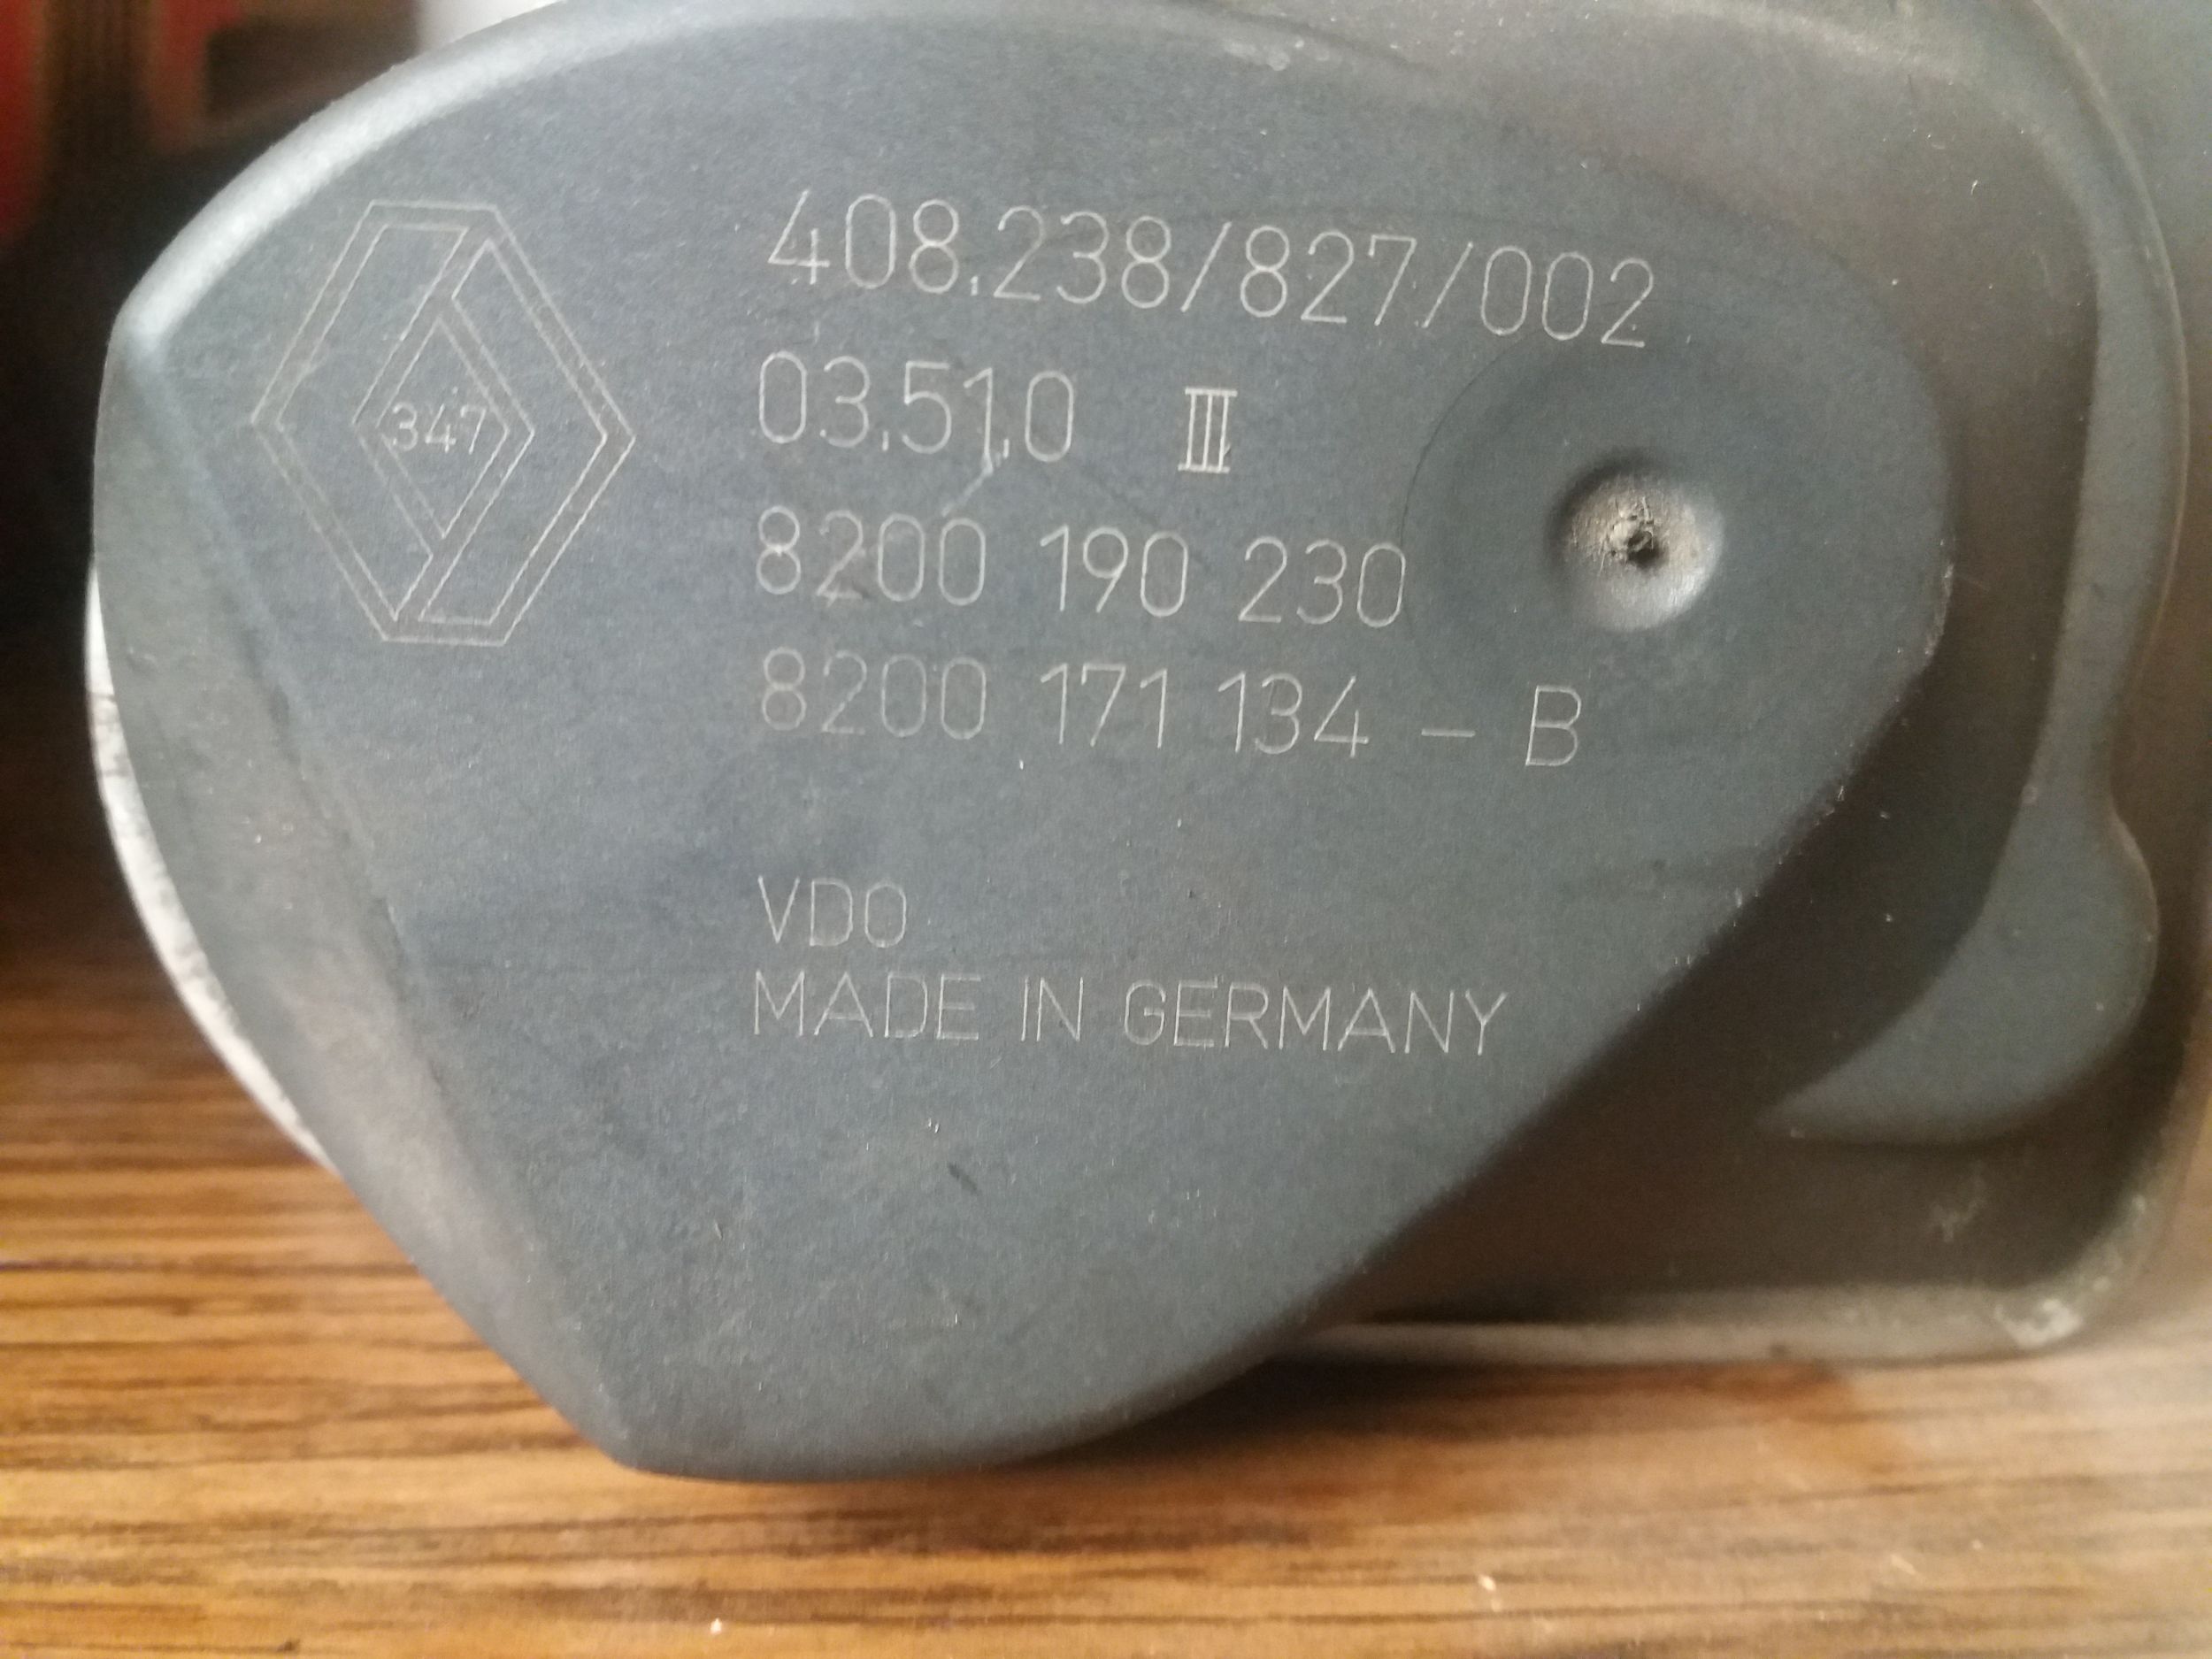 408.238/827/002
347
03.51.0 III
8200 190 230
8200 171 134 - B
VDO
MADE IN GERMANY